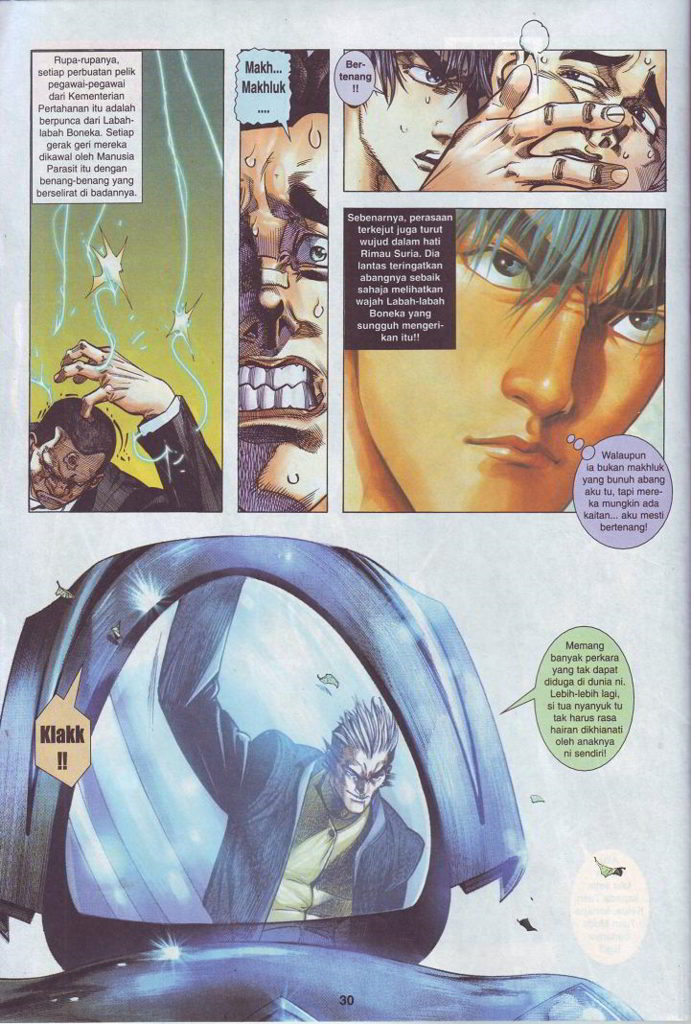 Rupa-rupanya,
setiap perbuatan pelik
pegawai-pegawai
dari Kementerian
Pertahanan itu adalah
berpunca dari Labah-
labah Boneka. Setiap
gerak geri mereka
dikawal oleh Manusia
Parasit itu dengan
benang-benang yang
berselirat di badannya.
Makh...
Makhluk
....
Ber-
tenang
!!
Sebenarnya, perasaan
terkejut juga turut
wujud dalam hati
Rimau Suria. Dia
lantas teringatkan
abangnya sebaik
sahaja melihatkan
wajah Labah-labah
Boneka yang
sungguh mengeri-
kan itu!!
Walaupun
ia bukan makhluk
yang bunuh abang
aku tu, tapi mere-
ka mungkin ada
kaitan... aku mesti
bertenang!
Klakk
!!
Memang
banyak perkara
yang tak dapat
diduga di dunia ni.
Lebih-lebih lagi,
si tua nyanyuk tu
tak harus rasa
hairan dikhianati
oleh anaknya
ni sendiri!
30